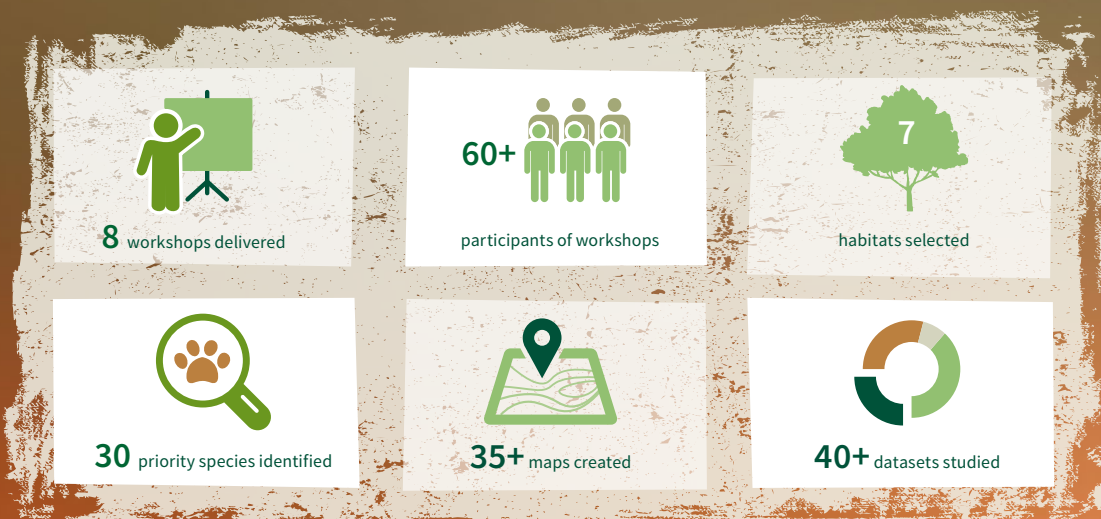 8 workshops delivered
60+
participants of workshops
7
habitats selected
30 priority species identified
35+ maps created
40+ datasets studied